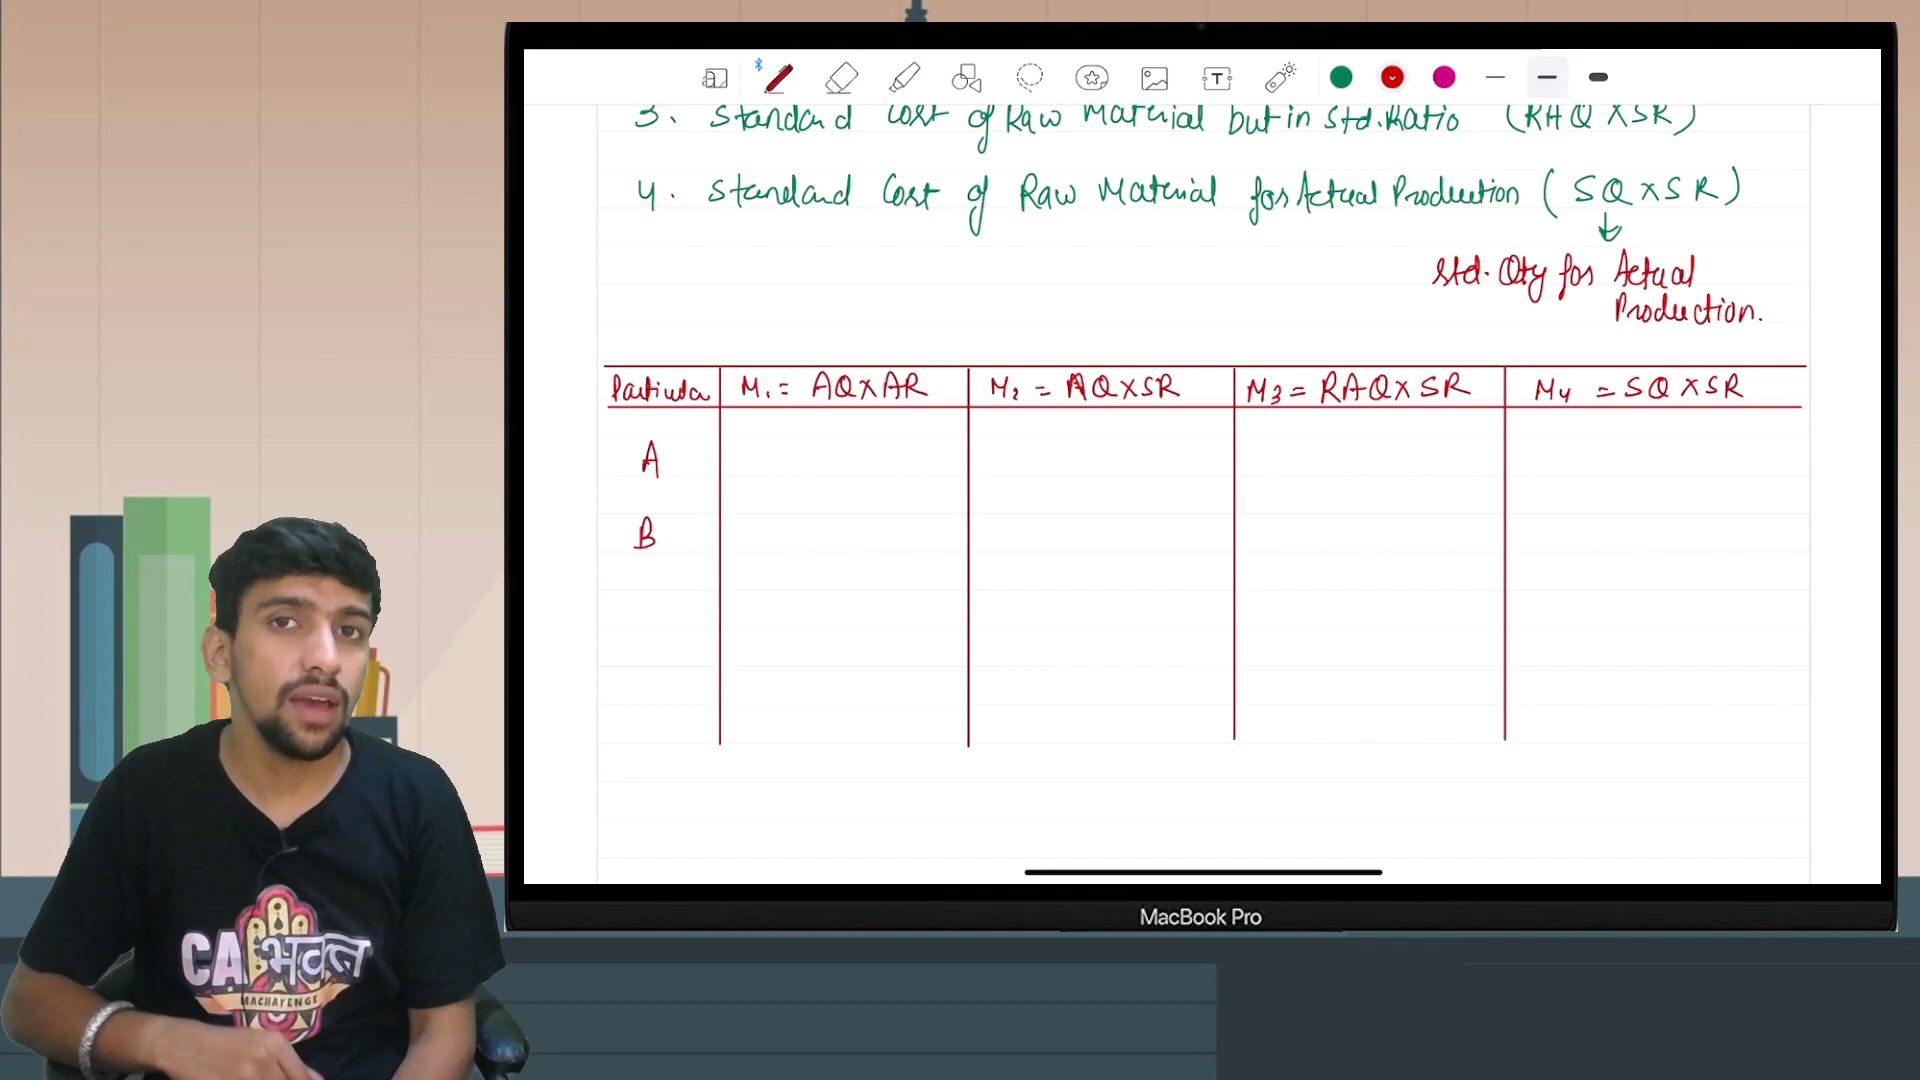 3. Standard Cost of Raw Material but in Std. Ratio (RAQ X SR)
4. Standard Cost of Raw Material for Actual Production (SQ X SR)
Std. Qty for Actual
Production.
Particular M₁ = AQ X AR M₂ = AQ X SR M3 = RAQ X SR M4 = SQ X SR
A
B
T
MacBook Pro
CA भक्त
MACHAYENGE